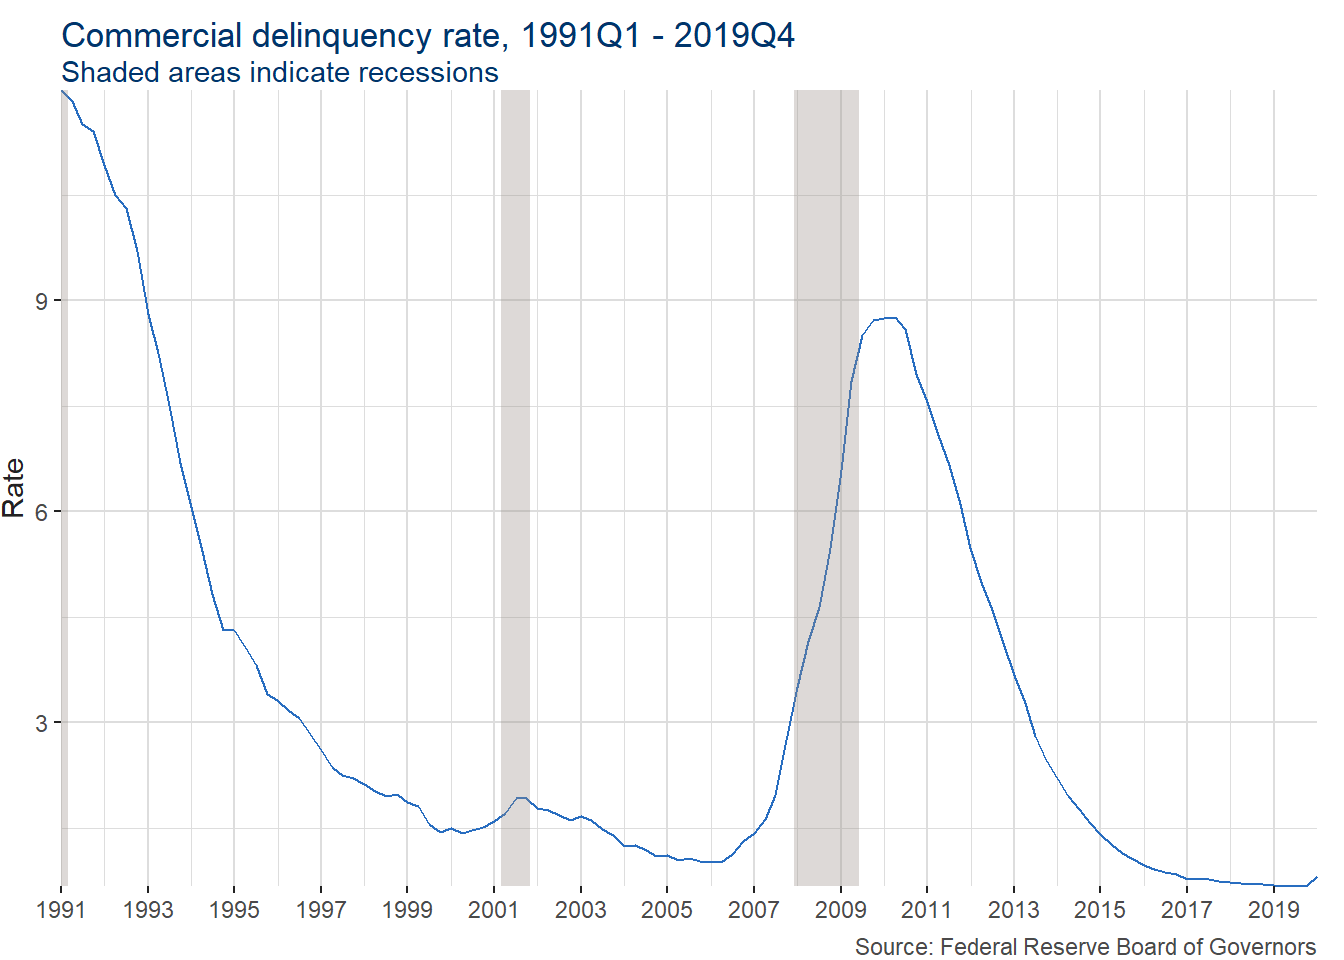 Commercial delinquency rate, 1991Q1 - 2019Q4
Shaded areas indicate recessions
Rate
9
6
3
1991 1993 1995 1997 1999 2001 2003 2005 2007 2009 2011 2013 2015 2017 2019
Source: Federal Reserve Board of Governors